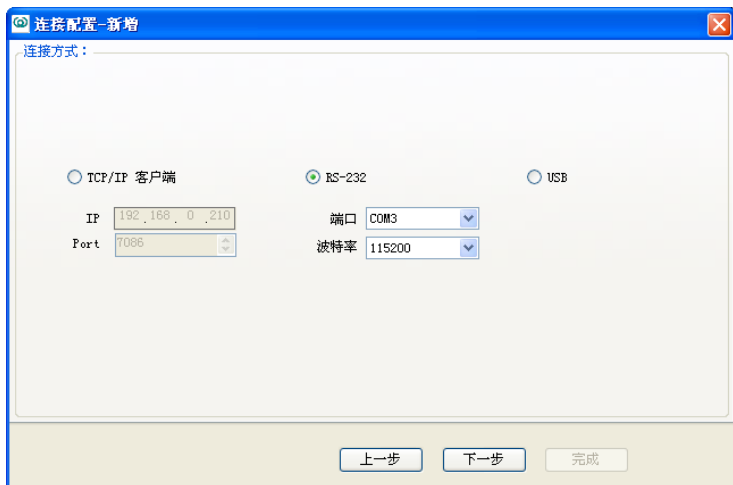 连接配置-新增
连接方式：
TCP/IP 客户端 RS-232 USB
IP 192 .168 . 0 .210 端口 COM3
Port 7086 波特率 115200
上一步 下一步 完成